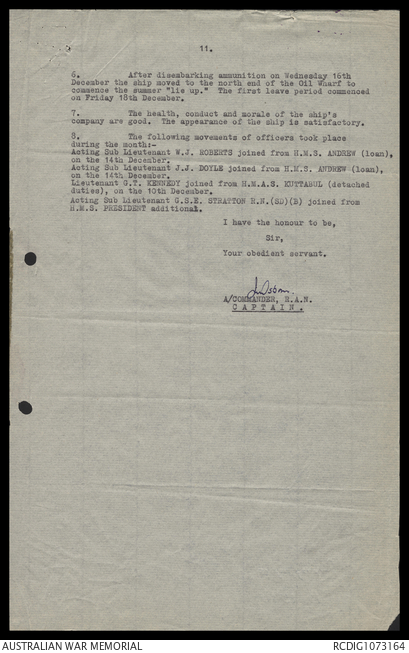 11.
6. After disembarking ammunition on Wednesday 16th
December the ship moved to the north end of the Oil Wharf to
commence the summer "lie up." The first leave period commenced
on Friday 18th December.
7. The health, conduct and morale of the ship's
company are good. The appearance of the ship is satisfactory.
8. The following movements of officers took place
during the month:-
Acting Sub Lieutenant W.J. ROBERTS joined from H.M.S. ANDREW (loan),
on the 14th December.
Acting Sub Lieutenant J.J. DOYLE joined from H.M.S. ANDREW (loan),
on the 14th December.
Lieutenant G.T. KENNEDY joined from H.M.A.S. KUTTABUL (detached
duties), on the 10th December.
Acting Sub Lieutenant G.S.E. STRATTON R.N.(SD)(B) joined from
H.M.S. PRESIDENT additional.
I have the honour to be,
Sir,
Your obedient servant.
A/COMMANDER, R.A.N.
CAPTAIN.
AUSTRALIAN WAR MEMORIAL
RCDIG1073164